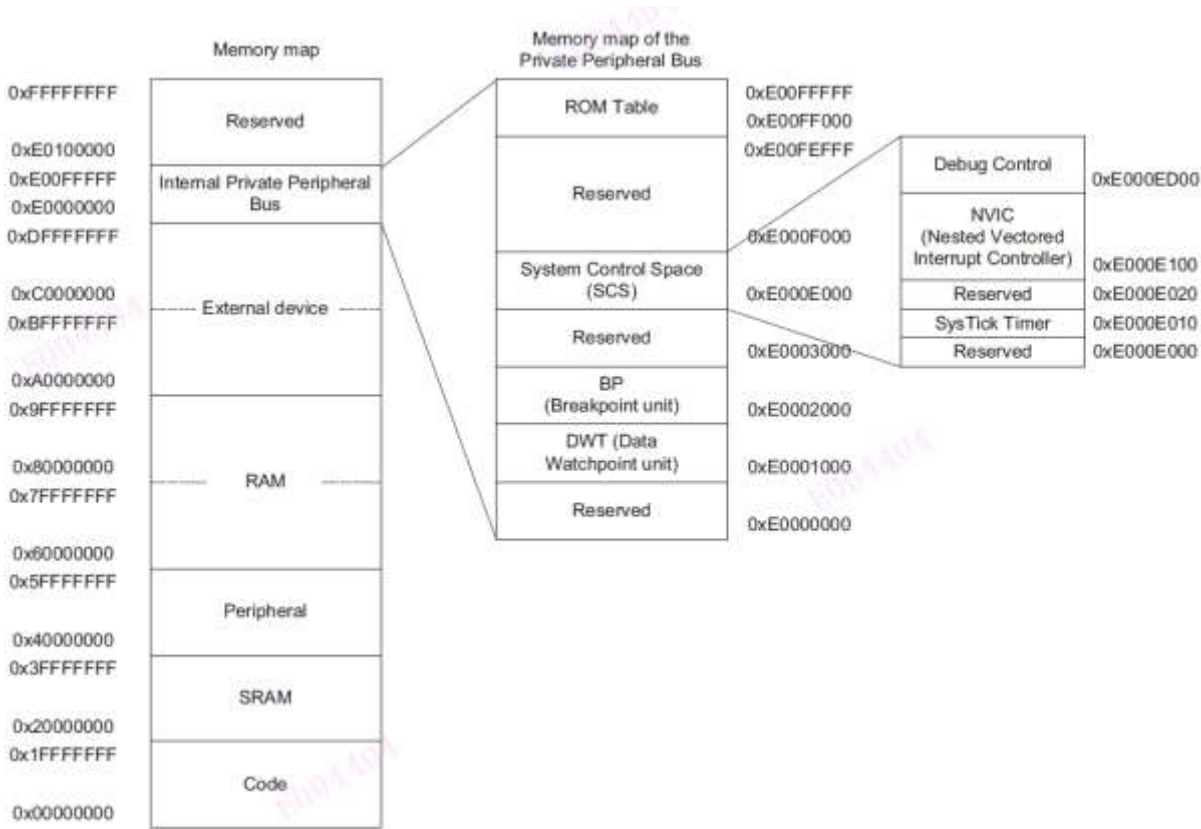 Memory map
0xFFFFFFFF
Reserved
0xE0100000
0xE00FFFFF
Internal Private Peripheral
Bus
0xE0000000
0xDFFFFFFF
0xC0000000
External device
0xBFFFFFFF
0xA0000000
0x9FFFFFFF
0x80000000
RAM
0x7FFFFFFF
0x60000000
0x5FFFFFFF
Peripheral
0x40000000
0x3FFFFFFF
SRAM
0x20000000
0x1FFFFFFF
Code
0x00000000
Memory map of the
Private Peripheral Bus
ROM Table
0xE00FFFFF
0xE00FF000
0xE00FEFFF
Reserved
0xE000F000
System Control Space
(SCS)
0xE000E000
Reserved
0xE0003000
BP
(Breakpoint unit)
0xE0002000
DWT (Data
Watchpoint unit)
0xE0001000
Reserved
0xE0000000
Debug Control
0xE000ED00
NVIC
(Nested Vectored
Interrupt Controller)
0xE000E100
Reserved
0xE000E020
SysTick Timer
0xE000E010
Reserved
0xE000E000
E004404
E004404
E004404